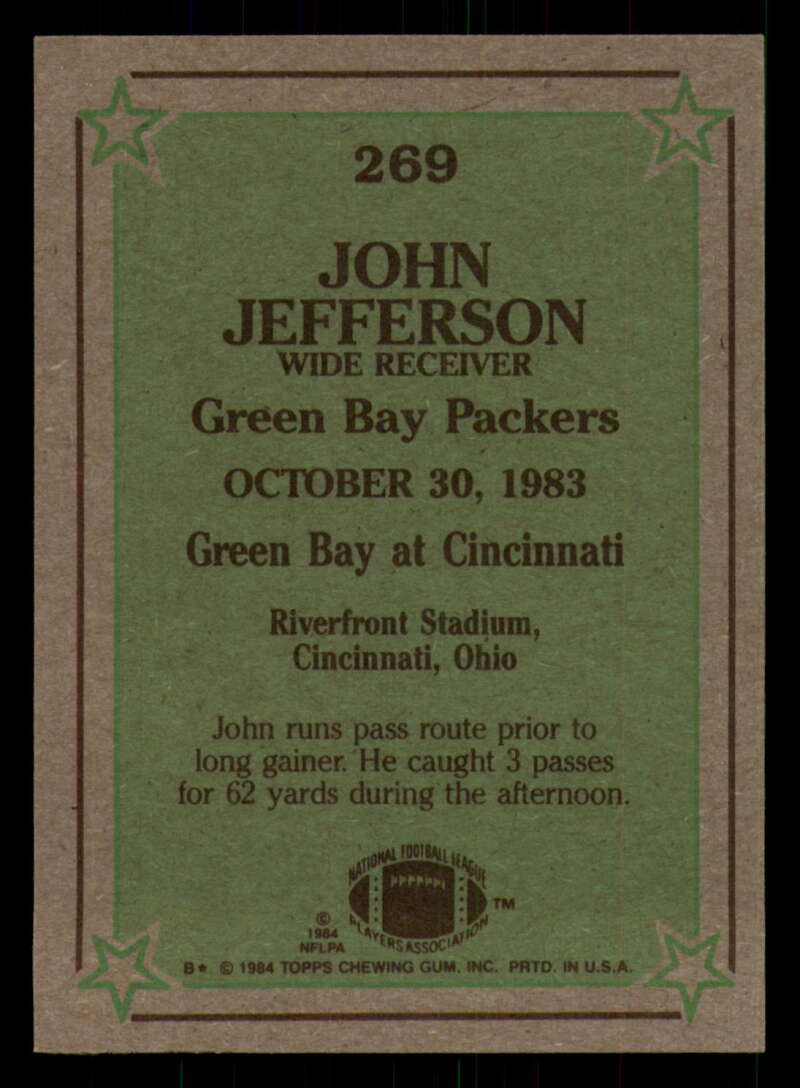 269
JOHN
JEFFERSON
WIDE RECEIVER
Green Bay Packers
OCTOBER 30, 1983
Green Bay at Cincinnati
Riverfront Stadium,
Cincinnati, Ohio
John runs pass route prior to
long gainer. He caught 3 passes
for 62 yards during the afternoon.
NATIONAL FOOTBALL LEAGUE
PLAYERS ASSOCIATION
TM
©
1984
NFLPA
B* © 1984 TOPPS CHEWING GUM, INC. PRTD. IN U.S.A.